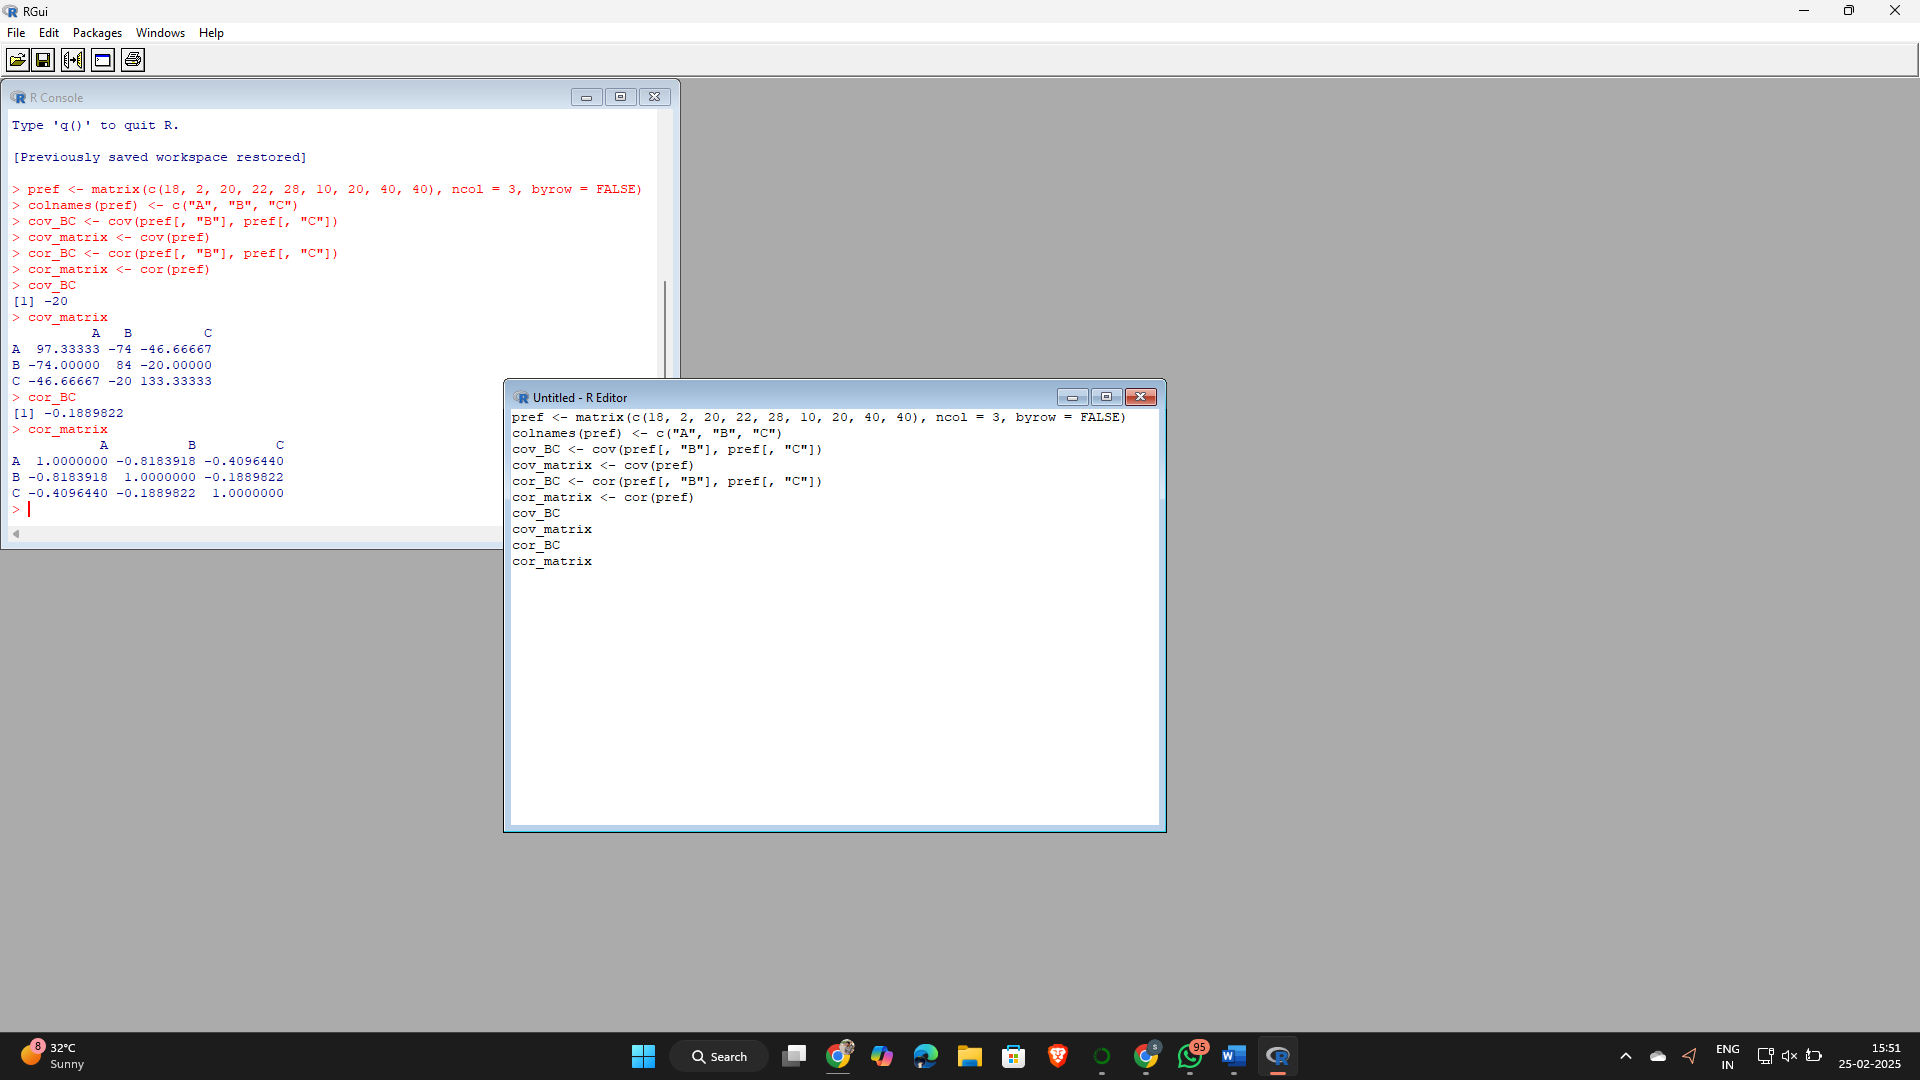 RGui
File Edit Packages Windows Help
R Console
Type 'q()' to quit R.
[Previously saved workspace restored]
> pref <- matrix(c(18, 2, 20, 22, 28, 10, 20, 40, 40), ncol = 3, byrow = FALSE)
> colnames(pref) <- c("A", "B", "C")
> cov_BC <- cov(pref[, "B"], pref[, "C"])
> cov_matrix <- cov(pref)
> cor_BC <- cor(pref[, "B"], pref[, "C"])
> cor_matrix <- cor(pref)
> cov_BC
[1] -20
> cov_matrix
A B C
A 97.33333 -74 -46.66667
B -74.00000 84 -20.00000
C -46.66667 -20 133.33333
> cor_BC
[1] -0.1889822
> cor_matrix
A B C
A 1.0000000 -0.8183918 -0.4096440
B -0.8183918 1.0000000 -0.1889822
C -0.4096440 -0.1889822 1.0000000
>
Untitled - R Editor
pref <- matrix(c(18, 2, 20, 22, 28, 10, 20, 40, 40), ncol = 3, byrow = FALSE)
colnames(pref) <- c("A", "B", "C")
cov_BC <- cov(pref[, "B"], pref[, "C"])
cov_matrix <- cov(pref)
cor_BC <- cor(pref[, "B"], pref[, "C"])
cor_matrix <- cor(pref)
cov_BC
cov_matrix
cor_BC
cor_matrix
8
32°C
Sunny
Search
s
95
ENG
IN
15:51
25-02-2025